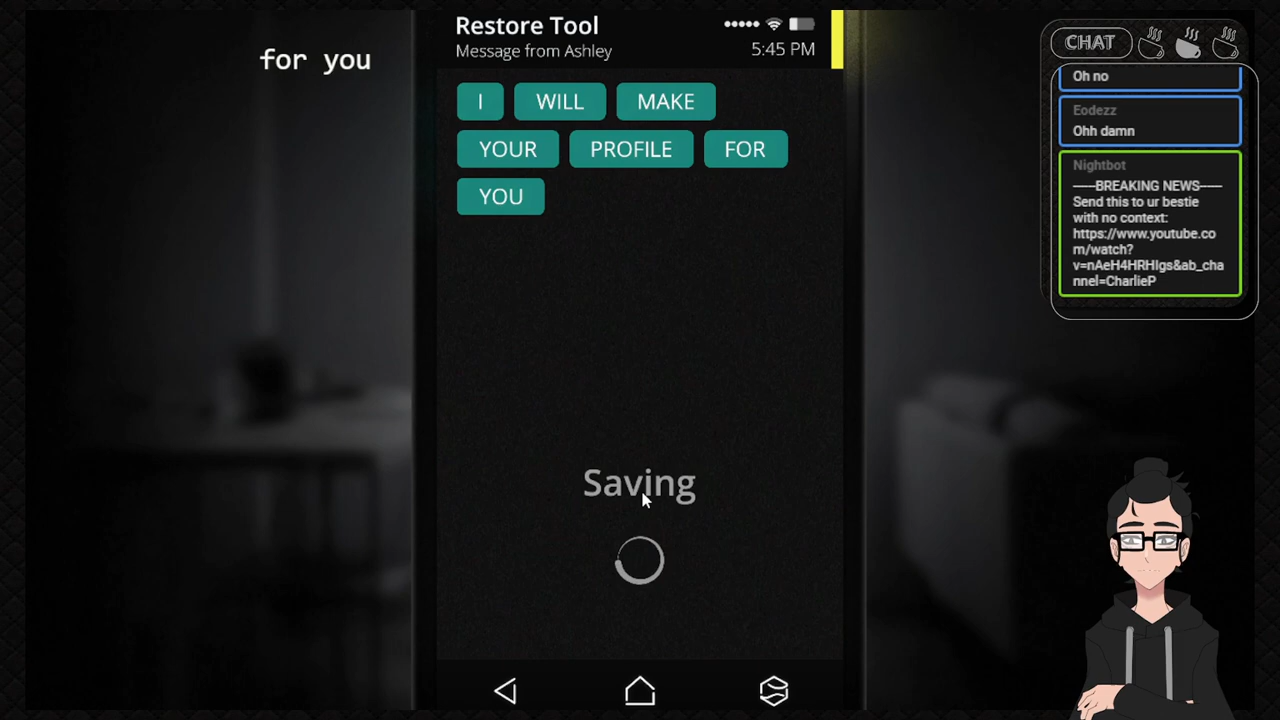 for you
Restore Tool
Message from Ashley
5:45 PM
I WILL MAKE
YOUR PROFILE FOR
YOU
Saving
CHAT
Oh no
Eodezz
Ohh damn
Nightbot
-----BREAKING NEWS-----
Send this to ur bestie
with no context:
https://www.youtube.co
m/watch?
v=nAeH4HRHIgs&ab_cha
nnel=CharlieP